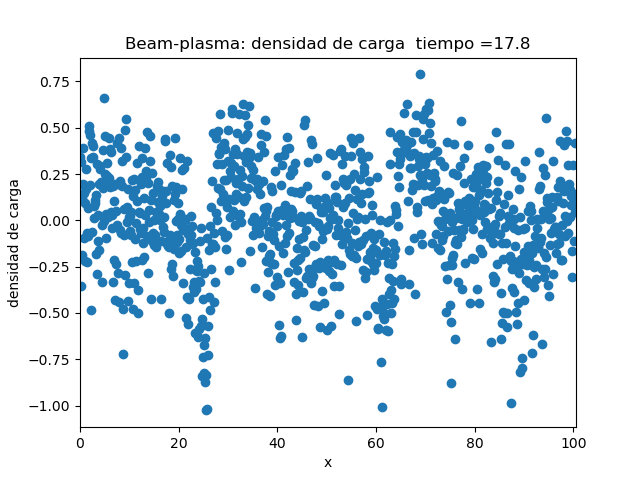 Beam-plasma: densidad de carga  tiempo =17.8
0.75
0.50
0.25
0.00
−0.25
−0.50
−0.75
−1.00
densidad de carga
0 20 40 60 80 100
x